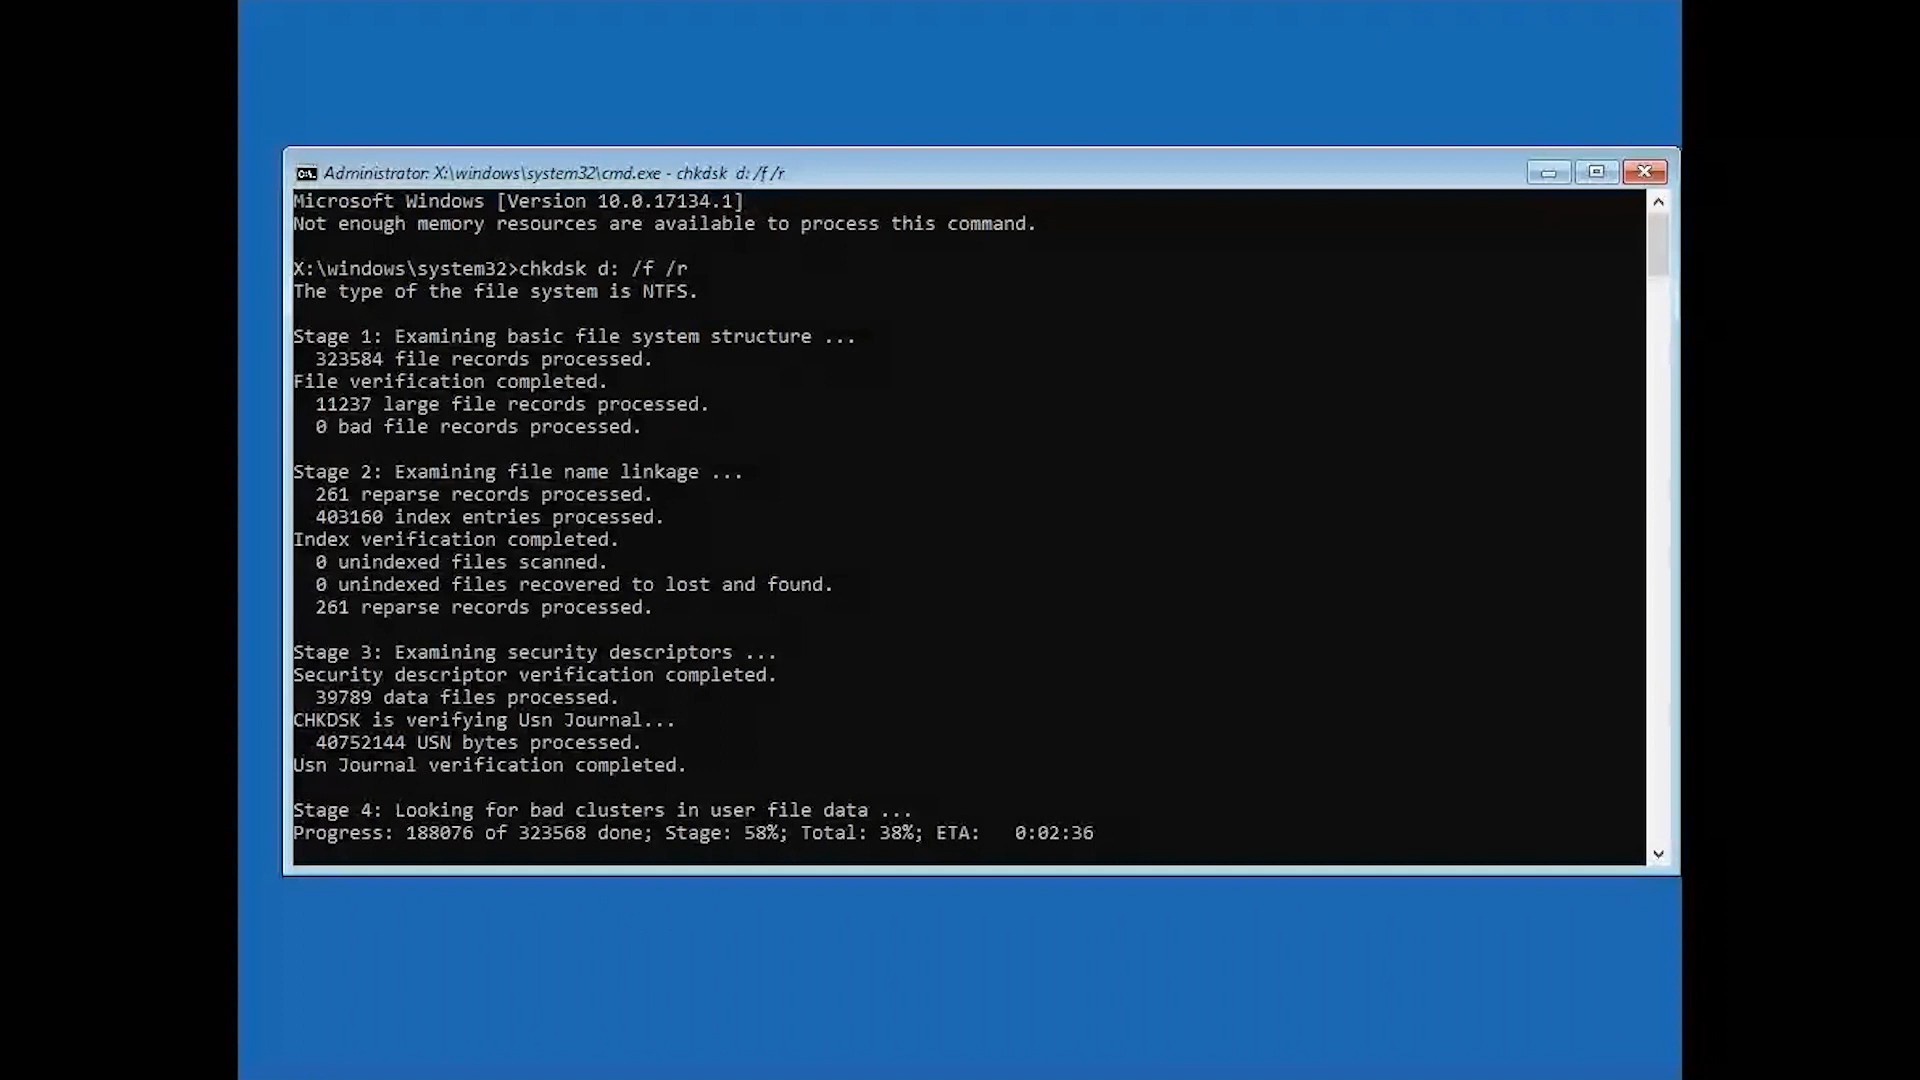 Administrator: X:\windows\system32\cmd.exe - chkdsk  d: /f /r
Microsoft Windows [Version 10.0.17134.1]
Not enough memory resources are available to process this command.
X:\windows\system32>chkdsk d: /f /r
The type of the file system is NTFS.
Stage 1: Examining basic file system structure ...
323584 file records processed.
File verification completed.
11237 large file records processed.
0 bad file records processed.
Stage 2: Examining file name linkage ...
261 reparse records processed.
403160 index entries processed.
Index verification completed.
0 unindexed files scanned.
0 unindexed files recovered to lost and found.
261 reparse records processed.
Stage 3: Examining security descriptors ...
Security descriptor verification completed.
39789 data files processed.
CHKDSK is verifying Usn Journal...
40752144 USN bytes processed.
Usn Journal verification completed.
Stage 4: Looking for bad clusters in user file data ...
Progress: 188076 of 323568 done; Stage: 58%; Total: 38%; ETA:   0:02:36